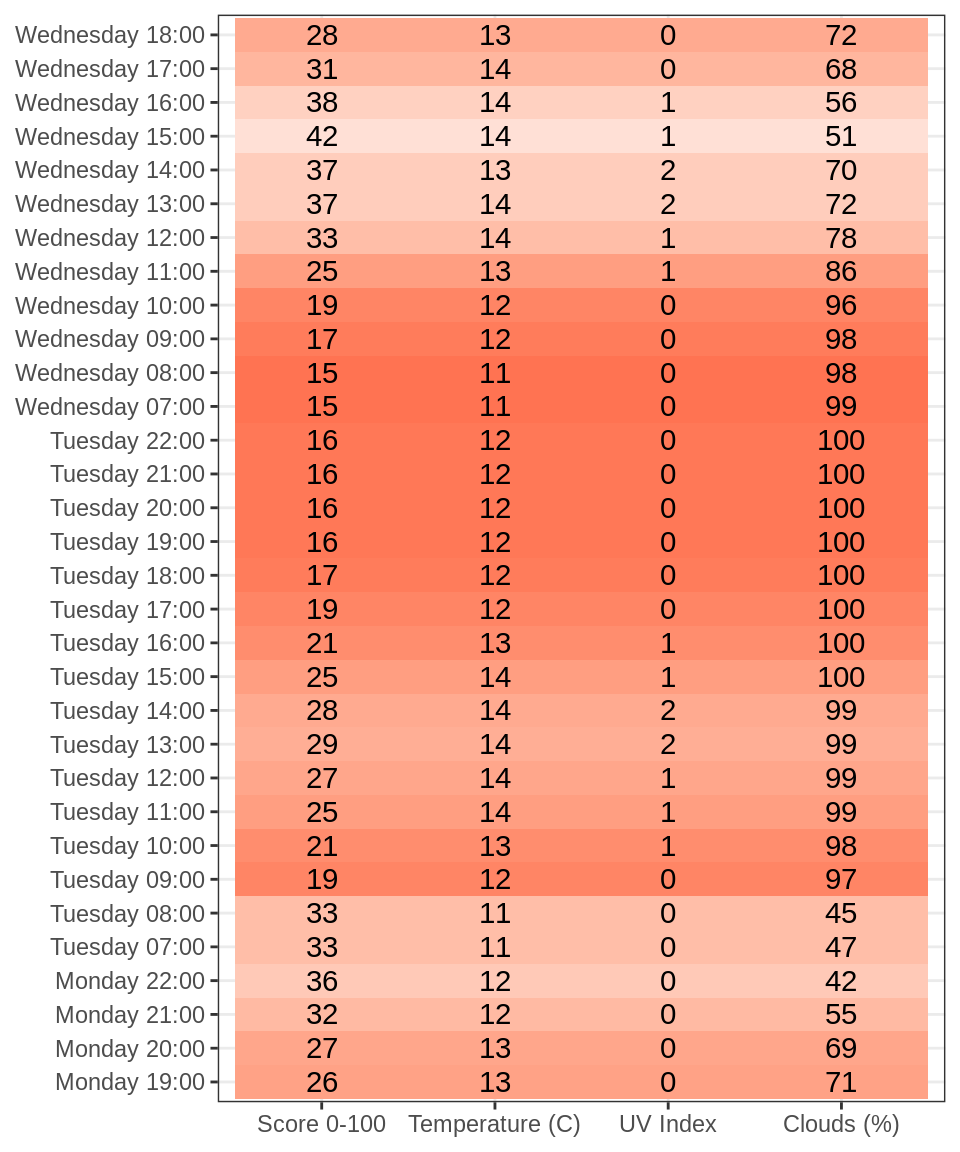 Wednesday 18:00 28 13 0 72
Wednesday 17:00 31 14 0 68
Wednesday 16:00 38 14 1 56
Wednesday 15:00 42 14 1 51
Wednesday 14:00 37 13 2 70
Wednesday 13:00 37 14 2 72
Wednesday 12:00 33 14 1 78
Wednesday 11:00 25 13 1 86
Wednesday 10:00 19 12 0 96
Wednesday 09:00 17 12 0 98
Wednesday 08:00 15 11 0 98
Wednesday 07:00 15 11 0 99
Tuesday 22:00 16 12 0 100
Tuesday 21:00 16 12 0 100
Tuesday 20:00 16 12 0 100
Tuesday 19:00 16 12 0 100
Tuesday 18:00 17 12 0 100
Tuesday 17:00 19 12 0 100
Tuesday 16:00 21 13 1 100
Tuesday 15:00 25 14 1 100
Tuesday 14:00 28 14 2 99
Tuesday 13:00 29 14 2 99
Tuesday 12:00 27 14 1 99
Tuesday 11:00 25 14 1 99
Tuesday 10:00 21 13 1 98
Tuesday 09:00 19 12 0 97
Tuesday 08:00 33 11 0 45
Tuesday 07:00 33 11 0 47
Monday 22:00 36 12 0 42
Monday 21:00 32 12 0 55
Monday 20:00 27 13 0 69
Monday 19:00 26 13 0 71
Score 0-100 Temperature (C) UV Index Clouds (%)